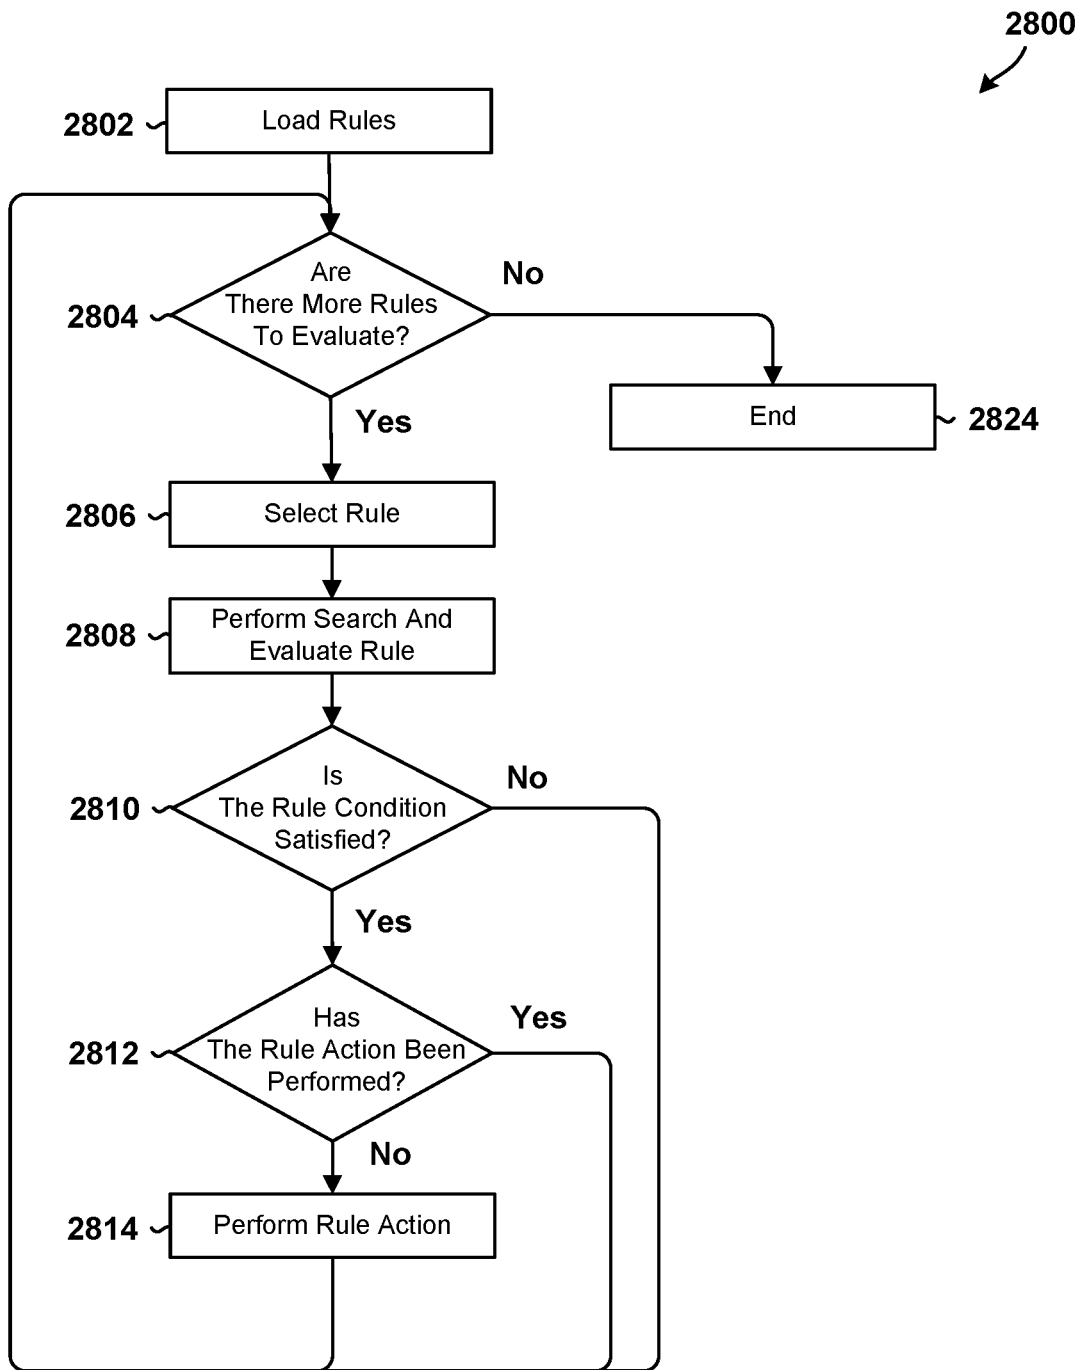 2800
2802
Load Rules
Are
There More Rules
To Evaluate?
2804
No
Yes
End
2824
2806
Select Rule
2808
Perform Search And
Evaluate Rule
2810
Is
The Rule Condition
Satisfied?
No
Yes
2812
Has
The Rule Action Been
Performed?
Yes
No
2814
Perform Rule Action